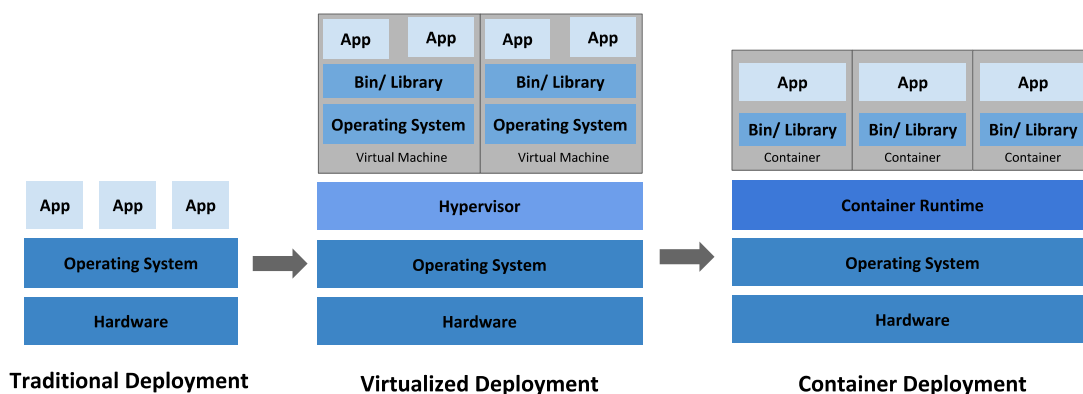 App
App
App
Operating System
Hardware
Traditional Deployment
App
App
App
App
Bin/ Library
Bin/ Library
Operating System
Operating System
Virtual Machine
Virtual Machine
Hypervisor
Operating System
Hardware
Virtualized Deployment
App
App
App
Bin/ Library
Bin/ Library
Bin/ Library
Container
Container
Container
Container Runtime
Operating System
Hardware
Container Deployment